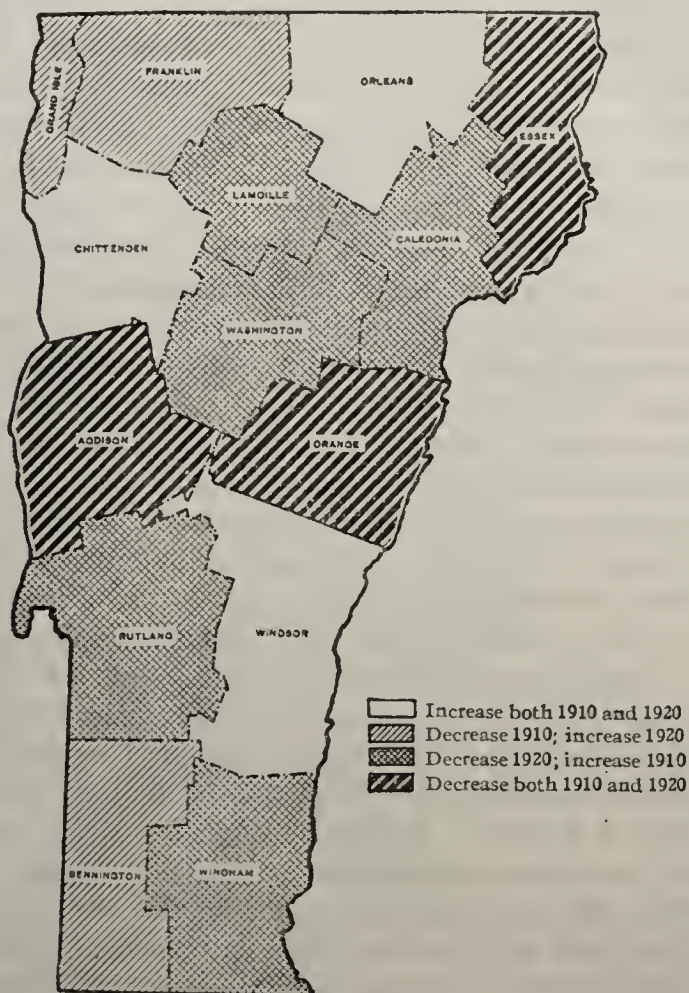 GRAND ISLE
FRANKLIN
ORLEANS
ESSEX
LAMOILLE
CALEDONIA
CHITTENDEN
WASHINGTON
ADDISON
ORANGE
RUTLAND
WINDSOR
Increase both 1910 and 1920
Decrease 1910; increase 1920
Decrease 1920; increase 1910
Decrease both 1910 and 1920
BENNINGTON
WINDHAM